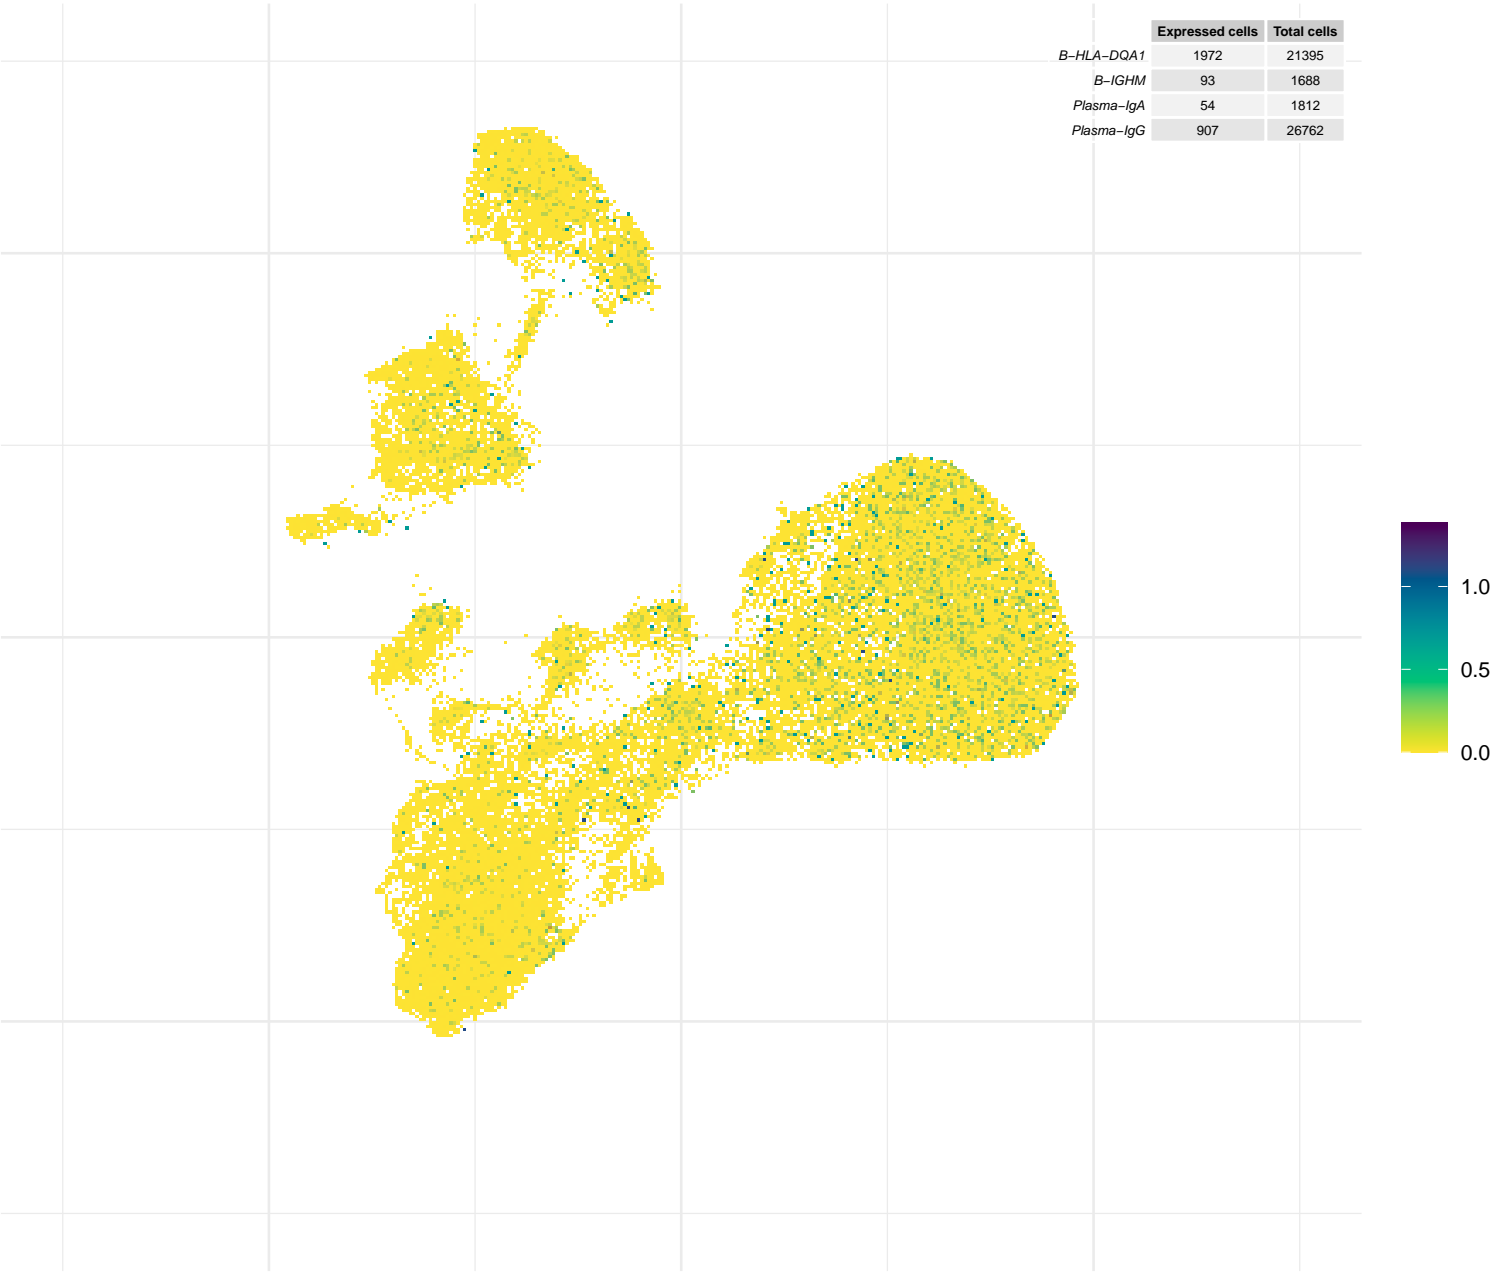 Expressed cells Total cells
B−HLA−DQA1 1972 21395
B−IGHM 93 1688
Plasma−IgA 54 1812
Plasma−IgG 907 26762
1.0
0.5
0.0